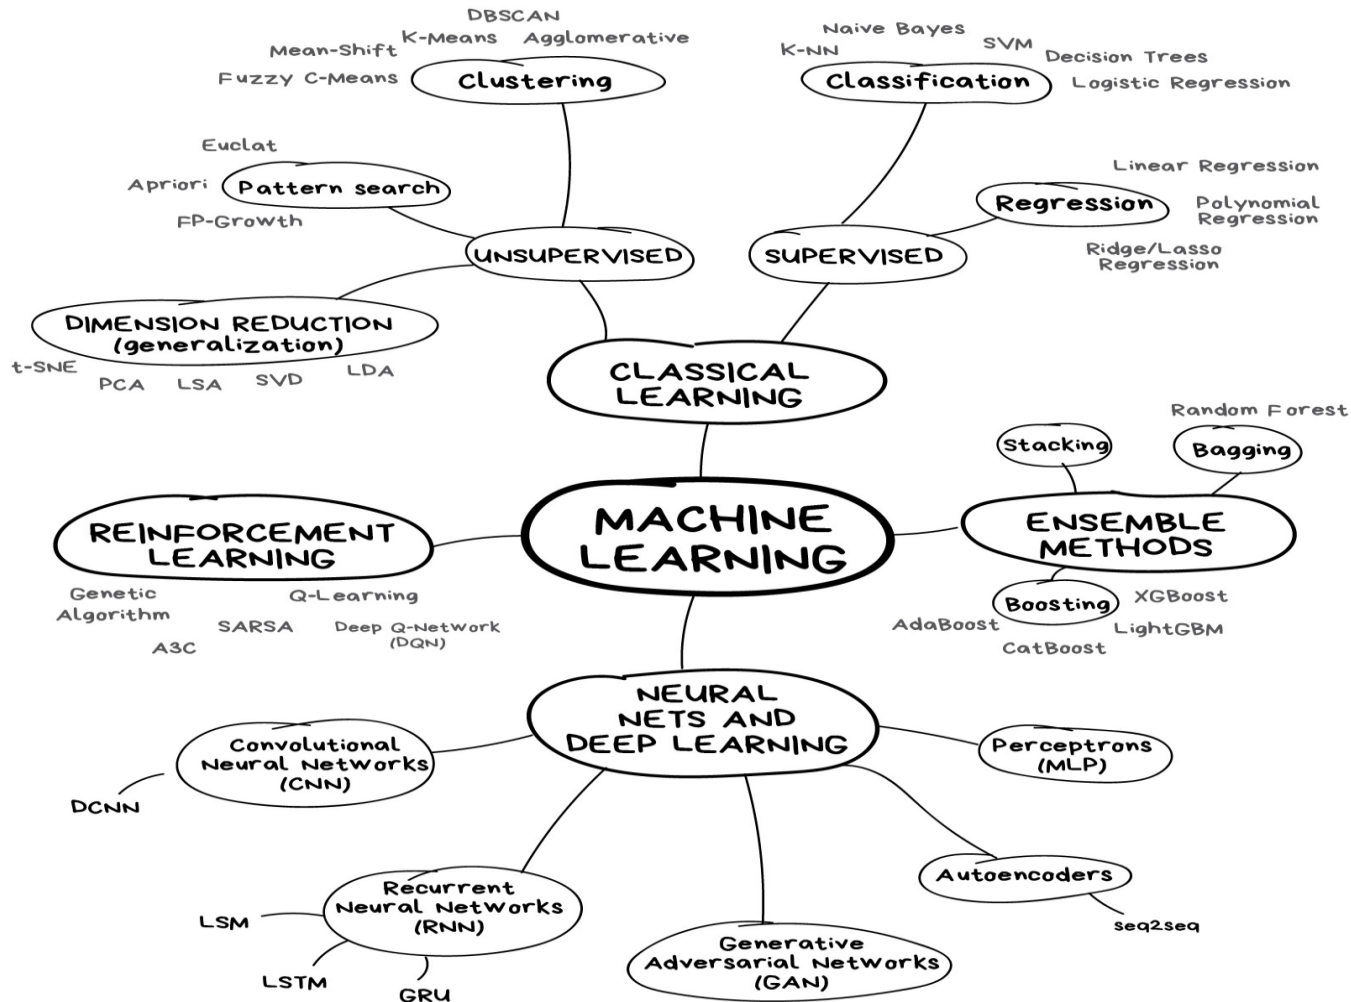 DBSCAN
Mean-Shift
K-Means
Agglomerative
Fuzzy C-Means
Clustering
Naive Bayes
K-NN
SVM
Decision Trees
Classification
Logistic Regression
Euclat
Apriori
Pattern search
FP-Growth
Linear Regression
Regression
Polynomial
Regression
Ridge/Lasso
Regression
UNSUPERVISED
SUPERVISED
DIMENSION REDUCTION
(generalization)
t-SNE
PCA
LSA
SVD
LDA
CLASSICAL
LEARNING
Random Forest
Stacking
Bagging
MACHINE
LEARNING
REINFORCEMENT
LEARNING
ENSEMBLE
METHODS
Genetic
Algorithm
Q-Learning
A3C
SARSA
Deep Q-Network
(DQN)
Boosting
XGBoost
AdaBoost
LightGBM
CatBoost
NEURAL
NETS AND
DEEP LEARNING
Convolutional
Neural Networks
(CNN)
DCNN
Perceptrons
(MLP)
Autoencoders
seq2seq
Recurrent
Neural Networks
(RNN)
LSM
LSTM
GRU
Generative
Adversarial Networks
(GAN)